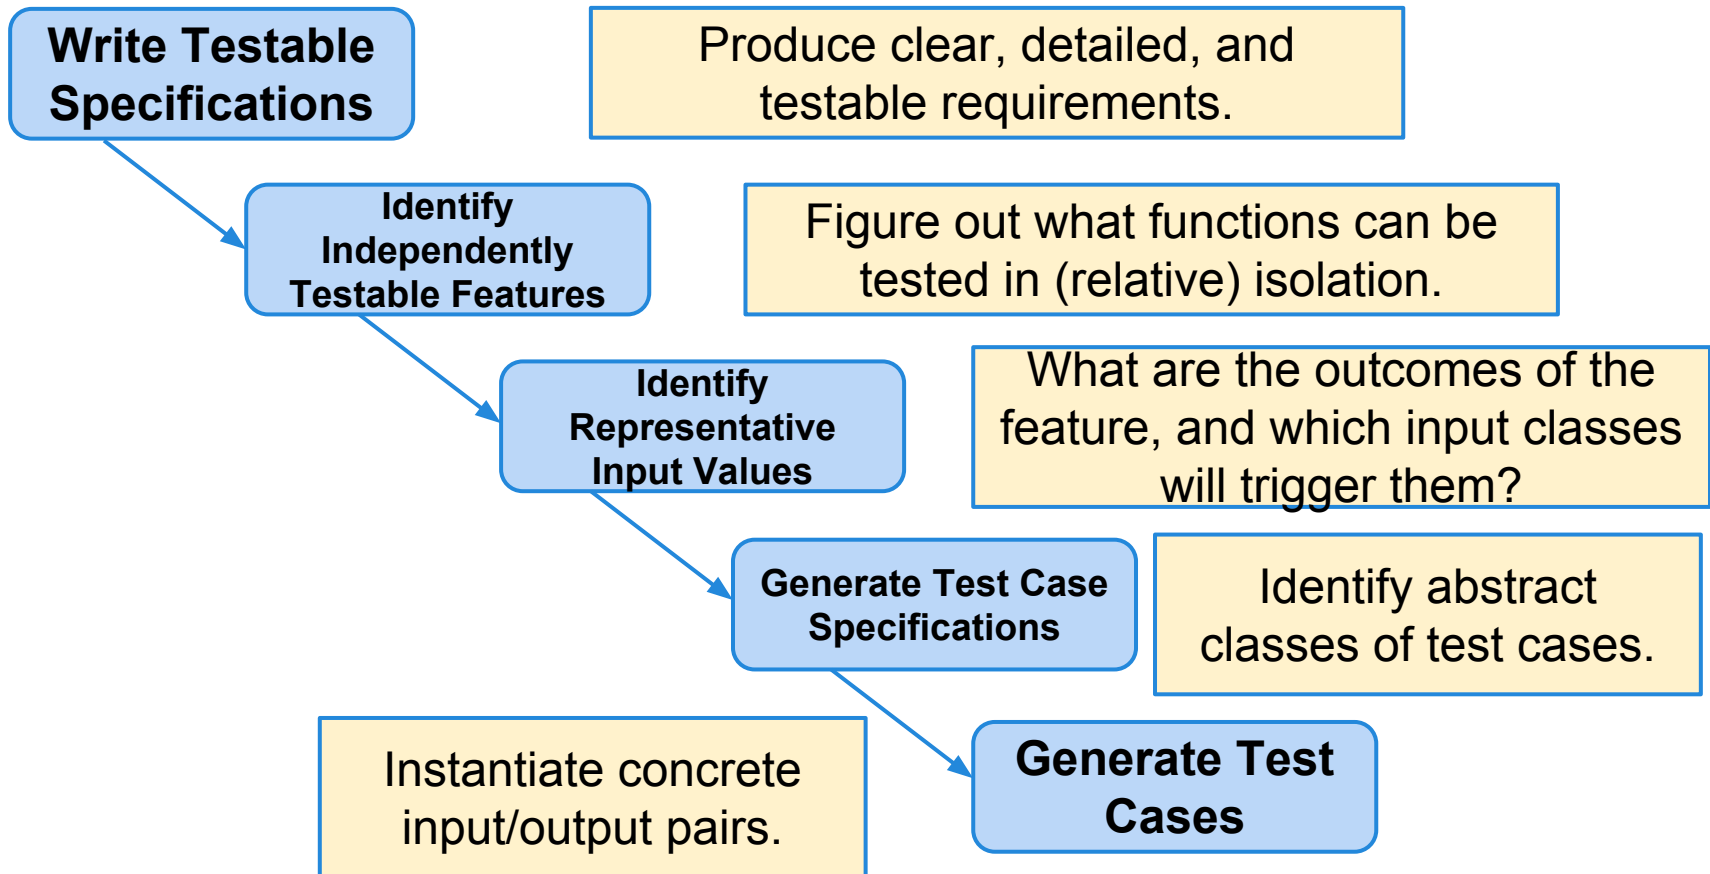 Write Testable
Specifications
Produce clear, detailed, and
testable requirements.
Identify
Independently
Testable Features
Figure out what functions can be
tested in (relative) isolation.
Identify
Representative
Input Values
What are the outcomes of the
feature, and which input classes
will trigger them?
Generate Test Case
Specifications
Identify abstract
classes of test cases.
Instantiate concrete
input/output pairs.
Generate Test
Cases